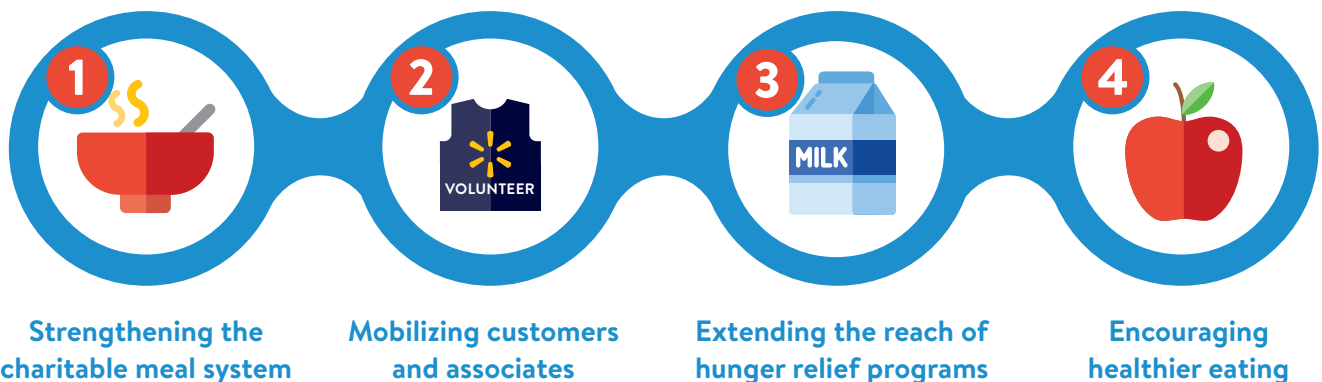 1
2
3
4
VOLUNTEER
MILK
Strengthening the
charitable meal system
Mobilizing customers
and associates
Extending the reach of
hunger relief programs
Encouraging
healthier eating